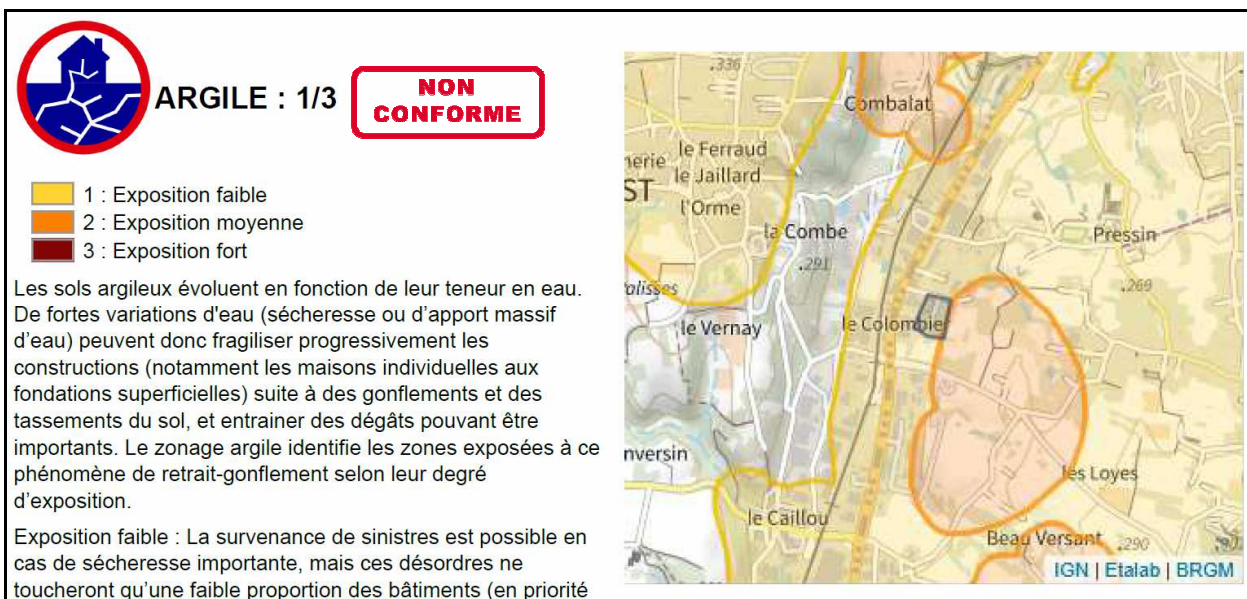 ARGILE : 1/3
NON
CONFORME
1 : Exposition faible
2 : Exposition moyenne
3 : Exposition fort
Les sols argileux évoluent en fonction de leur teneur en eau.
De fortes variations d'eau (sécheresse ou d'apport massif
d'eau) peuvent donc fragiliser progressivement les
constructions (notamment les maisons individuelles aux
fondations superficielles) suite à des gonflements et des
tassements du sol, et entrainer des dégâts pouvant être
importants. Le zonage argile identifie les zones exposées à ce
phénomène de retrait-gonflement selon leur degré
d'exposition.
Exposition faible : La survenance de sinistres est possible en
cas de sécheresse importante, mais ces désordres ne
toucheront qu'une faible proportion des bâtiments (en priorité
.336
Combalat
nerie
le Ferraud
le Jaillard
ST
l'Orme
la Combe
.291
Pressin
.269
alisses
le Vernay
le Colombier
nversin
les Loyes
le Caillou
Beau Versant
.290
IGN | Etalab | BRGM